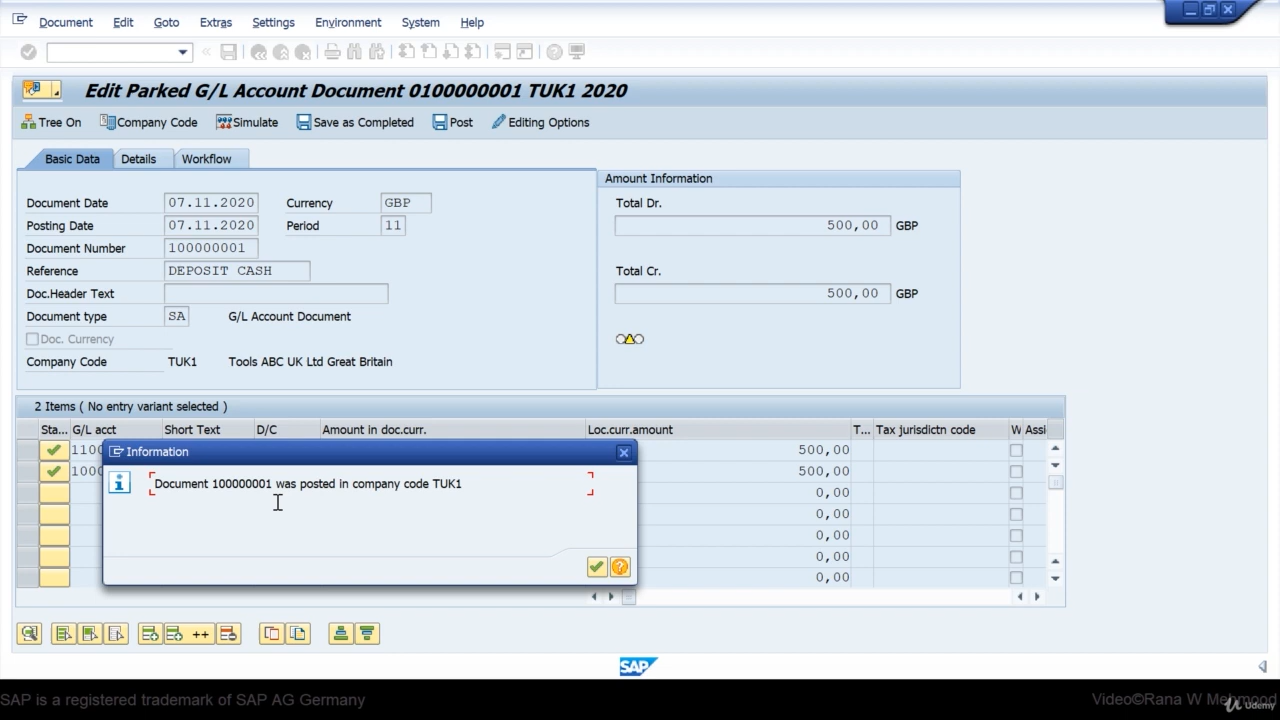 Document Edit Goto Extras Settings Environment System Help
Edit Parked G/L Account Document 0100000001 TUK1 2020
Tree On Company Code Simulate Save as Completed Post Editing Options
Basic Data Details Workflow
Amount Information
Document Date 07.11.2020 Currency GBP
Total Dr.
Posting Date 07.11.2020 Period 11
500,00 GBP
Document Number 100000001
Reference DEPOSIT CASH
Total Cr.
Doc.Header Text
500,00 GBP
Document type SA G/L Account Document
Doc. Currency
Company Code TUK1 Tools ABC UK Ltd Great Britain
2 Items ( No entry variant selected )
Sta... G/L acct Short Text D/C Amount in doc.curr. Loc.curr.amount T... Tax jurisdictn code W Assi
1100 500,00
1000 500,00
0,00
0,00
0,00
0,00
0,00
Information
Document 100000001 was posted in company code TUK1
++
SAP
SAP is a registered trademark of SAP AG Germany
Video©Rana W Mehmood
Udemy